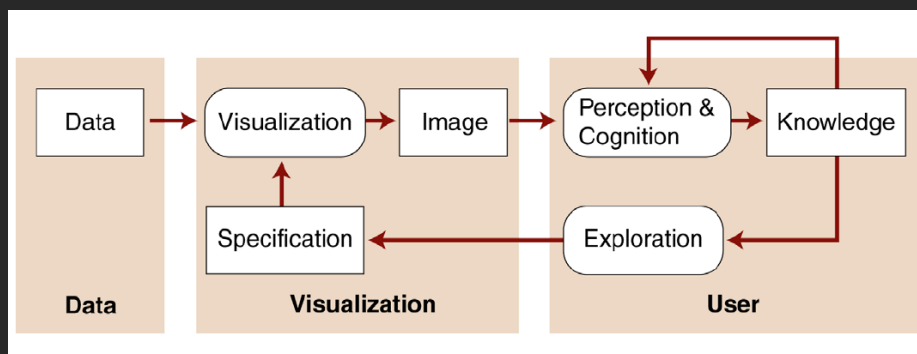 Data
Visualization
Image
Perception &
Cognition
Knowledge
Specification
Exploration
Data
Visualization
User